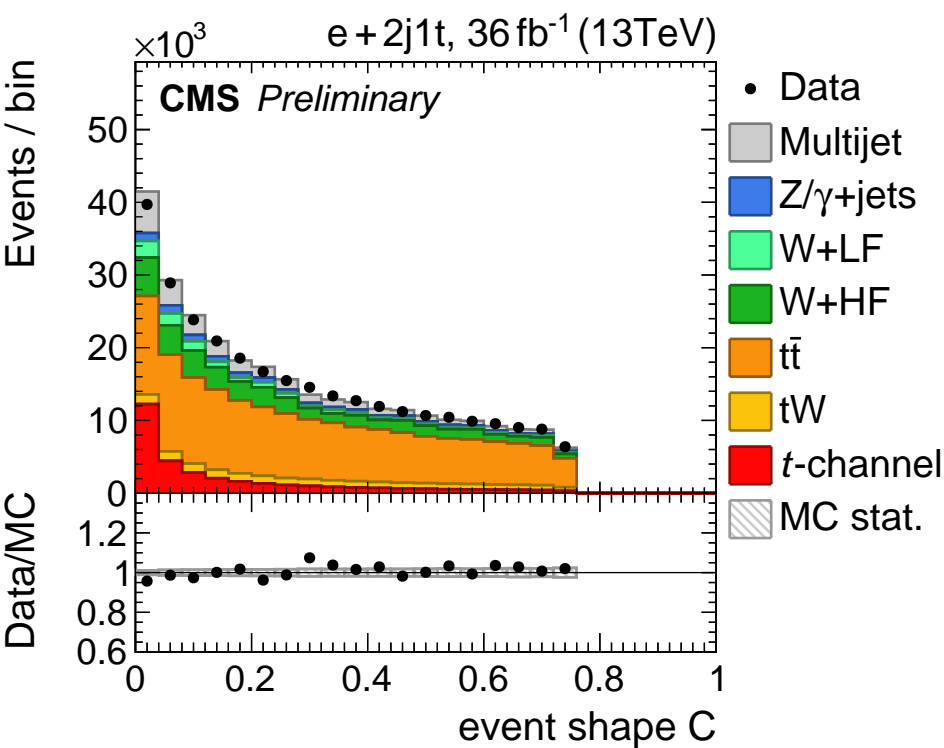 ×10³ e + 2j1t, 36 fb⁻¹ (13TeV)
CMS Preliminary
Events / bin
50
40
30
20
10
0
Data
Multijet
Z/γ+jets
W+LF
W+HF
tt̄
tW
t-channel
MC stat.
Data/MC
1.2
1
0.8
0.6
0 0.2 0.4 0.6 0.8 1
event shape C